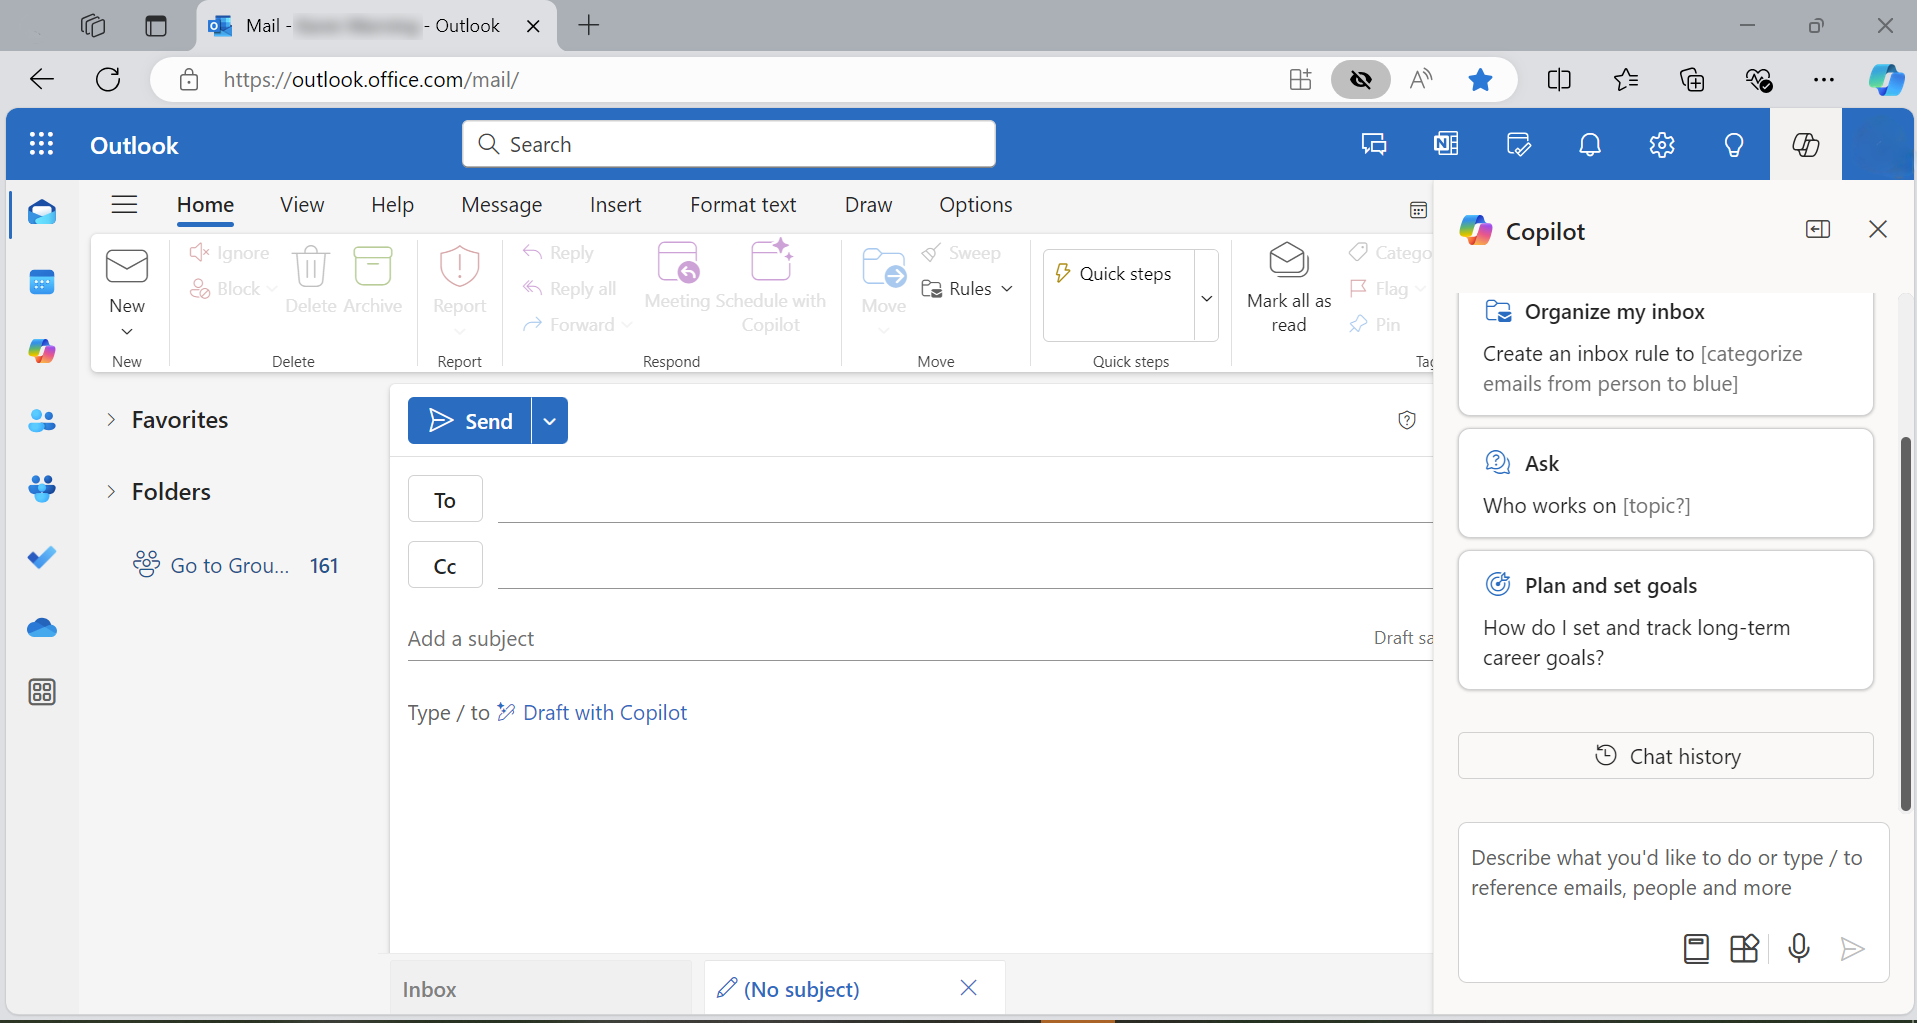 Mail -
- Outlook
https://outlook.office.com/mail/
Outlook
Search
Home
View
Help
Message
Insert
Format text
Draw
Options
New
New
Ignore
Block
Delete
Archive
Delete
Report
Report
Reply
Reply all
Forward
Meeting
Schedule with
Copilot
Respond
Move
Sweep
Rules
Move
Quick steps
Quick steps
Mark all as
read
Catego
Flag
Pin
Tag
Favorites
Folders
Go to Grou... 161
Send
To
Cc
Add a subject
Draft sa
Type / to Draft with Copilot
Inbox
(No subject)
Copilot
Organize my inbox
Create an inbox rule to [categorize
emails from person to blue]
Ask
Who works on [topic?]
Plan and set goals
How do I set and track long-term
career goals?
Chat history
Describe what you'd like to do or type / to
reference emails, people and more